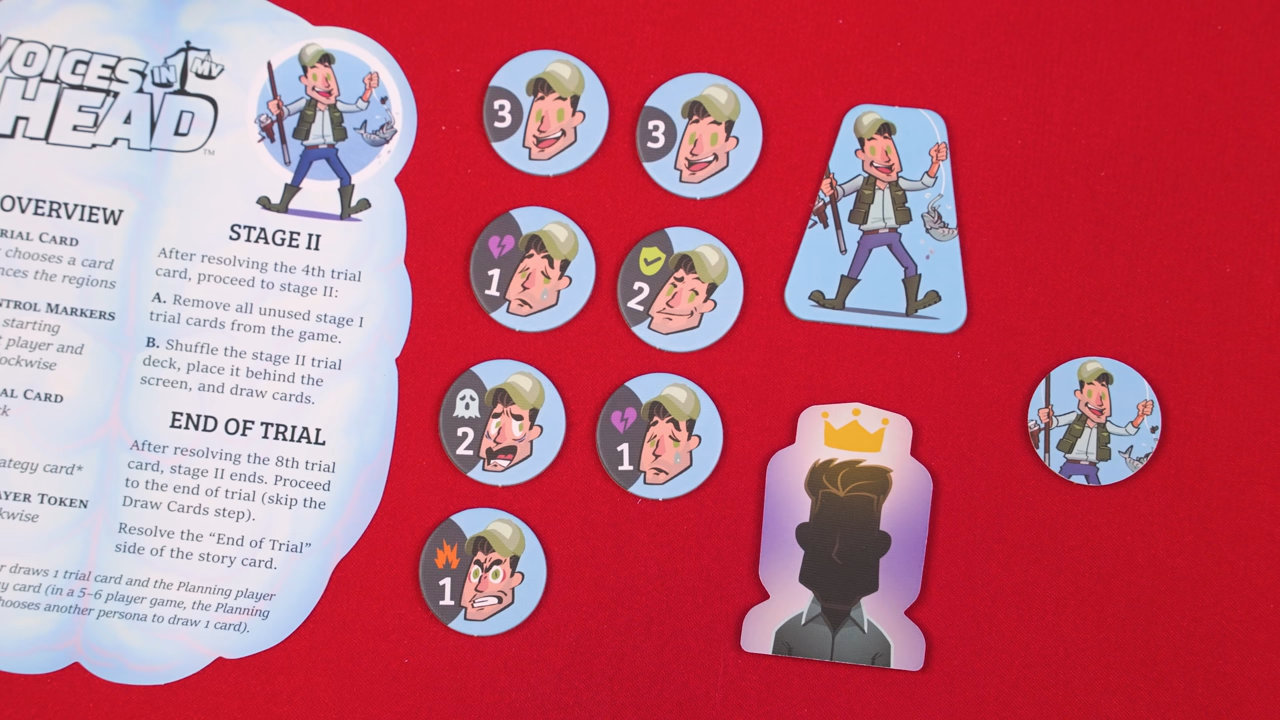 VOICES
IN MY
HEAD™
OVERVIEW
chooses a card
nces the regions
starting
player and
ockwise
AL CARD
ategy card*
AYER TOKEN
kwise
STAGE II
After resolving the 4th trial
card, proceed to stage II:
A. Remove all unused stage I
trial cards from the game.
B. Shuffle the stage II trial
deck, place it behind the
screen, and draw cards.
END OF TRIAL
After resolving the 8th trial
card, stage II ends. Proceed
to the end of trial (skip the
Draw Cards step).
Resolve the “End of Trial”
side of the story card.
r draws 1 trial card and the Planning player
y card (in a 5–6 player game, the Planning
hooses another persona to draw 1 card).
3
3
1
2
2
1
1